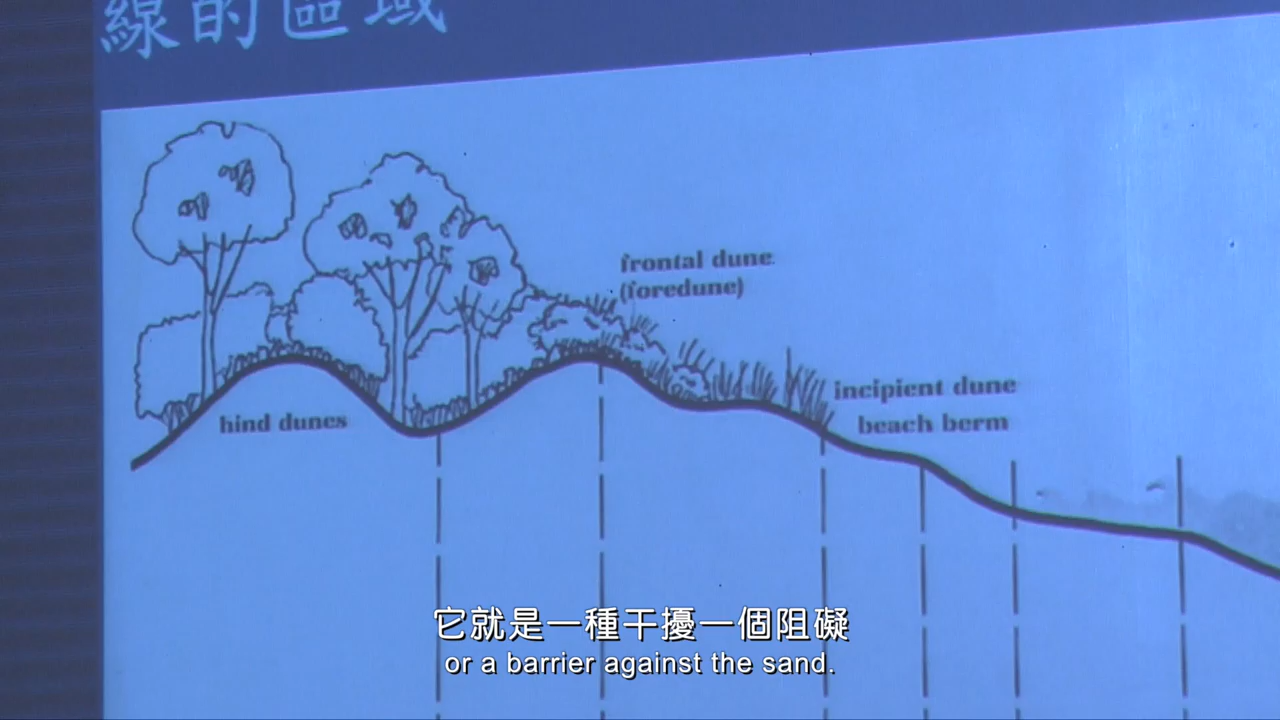 線的區域
frontal dune
(foredune)
incipient dune
hind dunes
beach berm
它就是一種干擾一個阻礙
or a barrier against the sand.